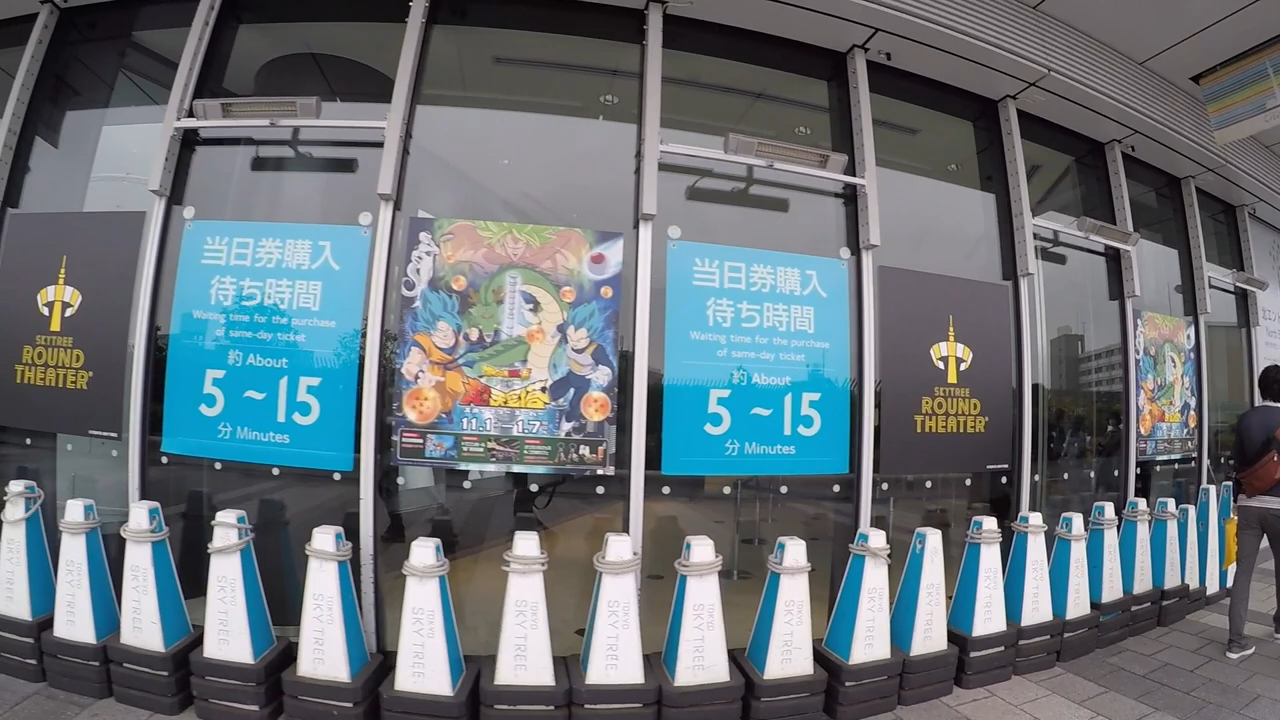 SKYTREE
ROUND
THEATER®
当日券購入
待ち時間
Waiting time for the purchase
of same-day ticket
約 About
5~15
分 Minutes
11.1 1.7
当日券購入
待ち時間
Waiting time for the purchase
of same-day ticket
約 About
5~15
分 Minutes
SKYTREE
ROUND
THEATER®
TOKYO
SKY TREE
TOKYO
SKY TREE
TOKYO
SKY TREE
TOKYO
SKY TREE
TOKYO
SKY TREE
TOKYO
SKY TREE
TOKYO
SKY TREE
TOKYO
SKY TREE
TOKYO
SKY TREE
TOKYO
SKY TREE
TOKYO
SKY TREE